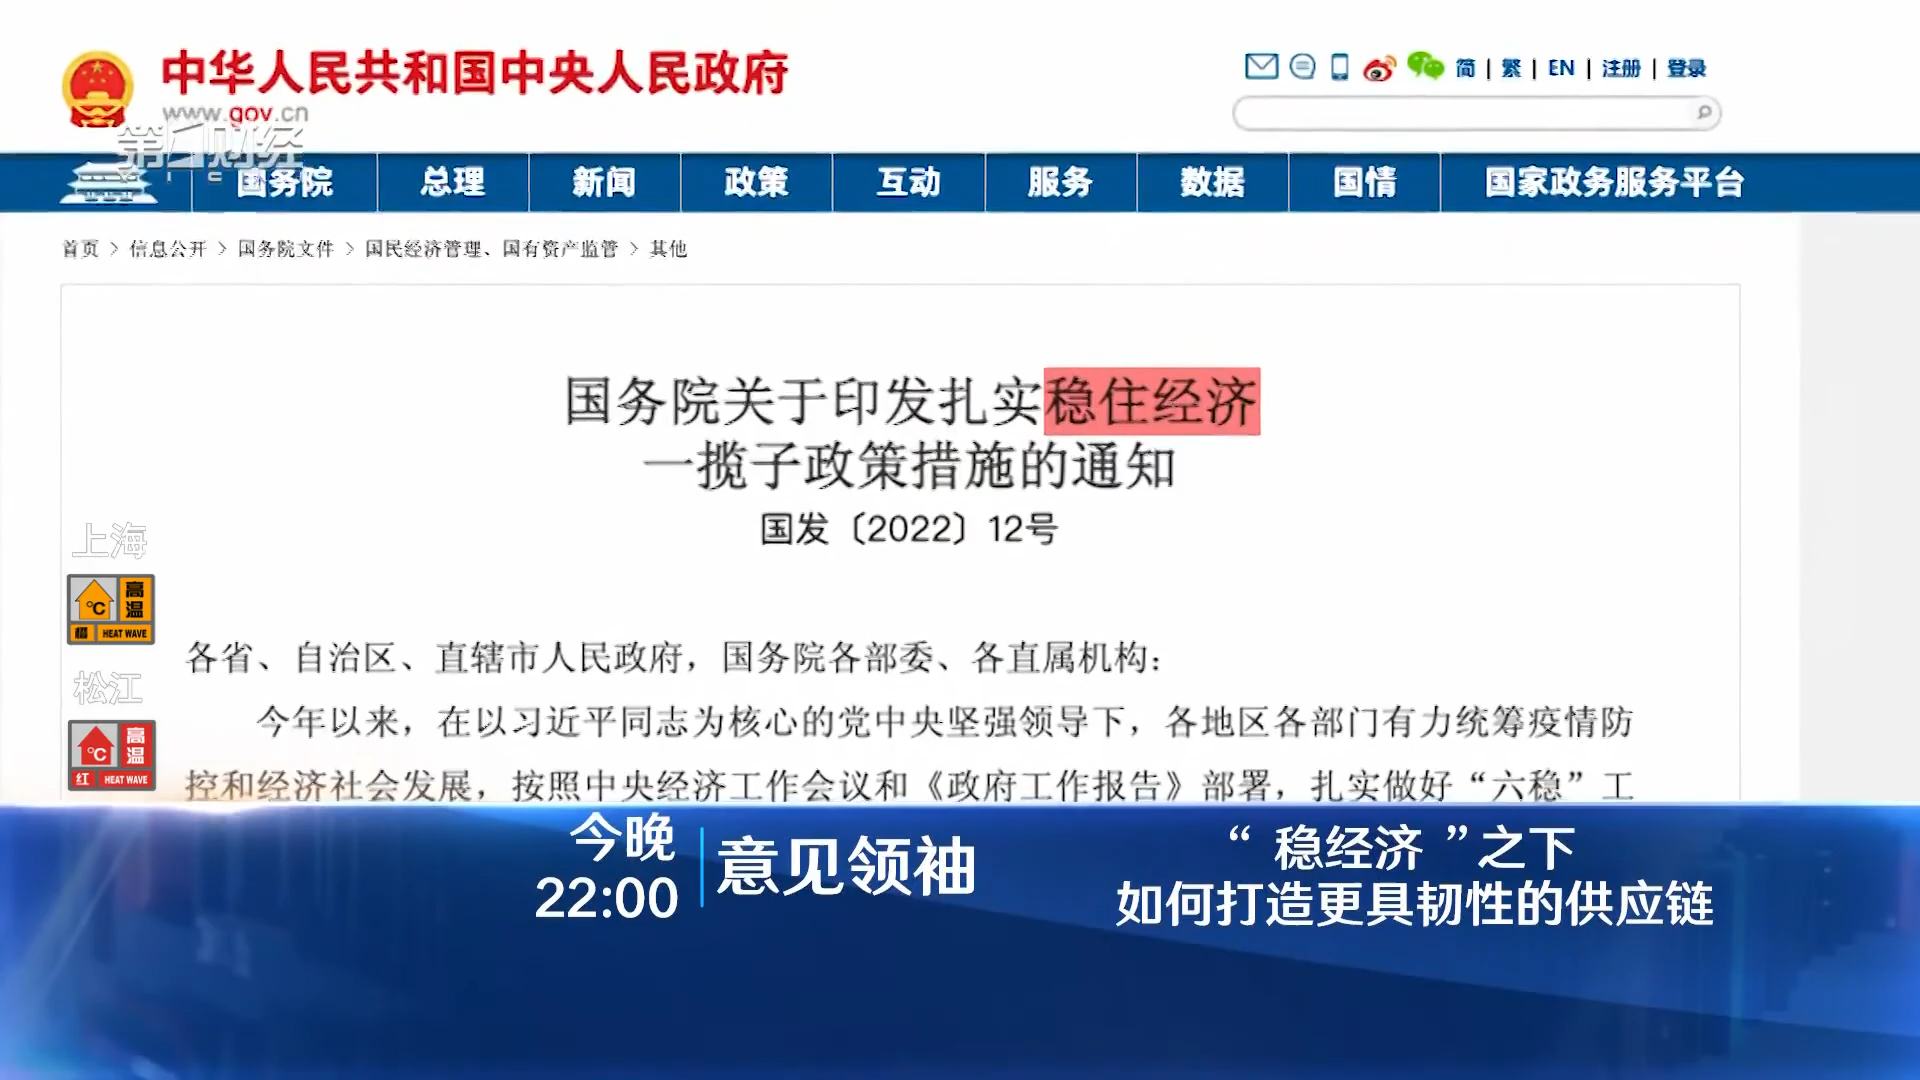 中华人民共和国中央人民政府
www.gov.cn
简 | 繁 | EN | 注册 | 登录
第一财经
国务院 总理 新闻 政策 互动 服务 数据 国情 国家政务服务平台
首页 > 信息公开 > 国务院文件 > 国民经济管理、国有资产监管 > 其他
国务院关于印发扎实稳住经济
一揽子政策措施的通知
国发〔2022〕12号
上海
高温
℃
橙 HEAT WAVE
松江
高温
℃
红 HEAT WAVE
各省、自治区、直辖市人民政府，国务院各部委、各直属机构：
今年以来，在以习近平同志为核心的党中央坚强领导下，各地区各部门有力统筹疫情防
控和经济社会发展，按照中央经济工作会议和《政府工作报告》部署，扎实做好“六稳”工
今晚
22:00
意见领袖
“稳经济”之下
如何打造更具韧性的供应链